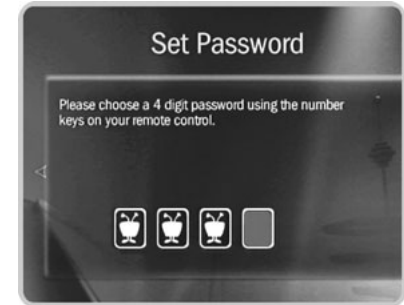 Set Password
Please choose a 4 digit password using the number
keys on your remote control.